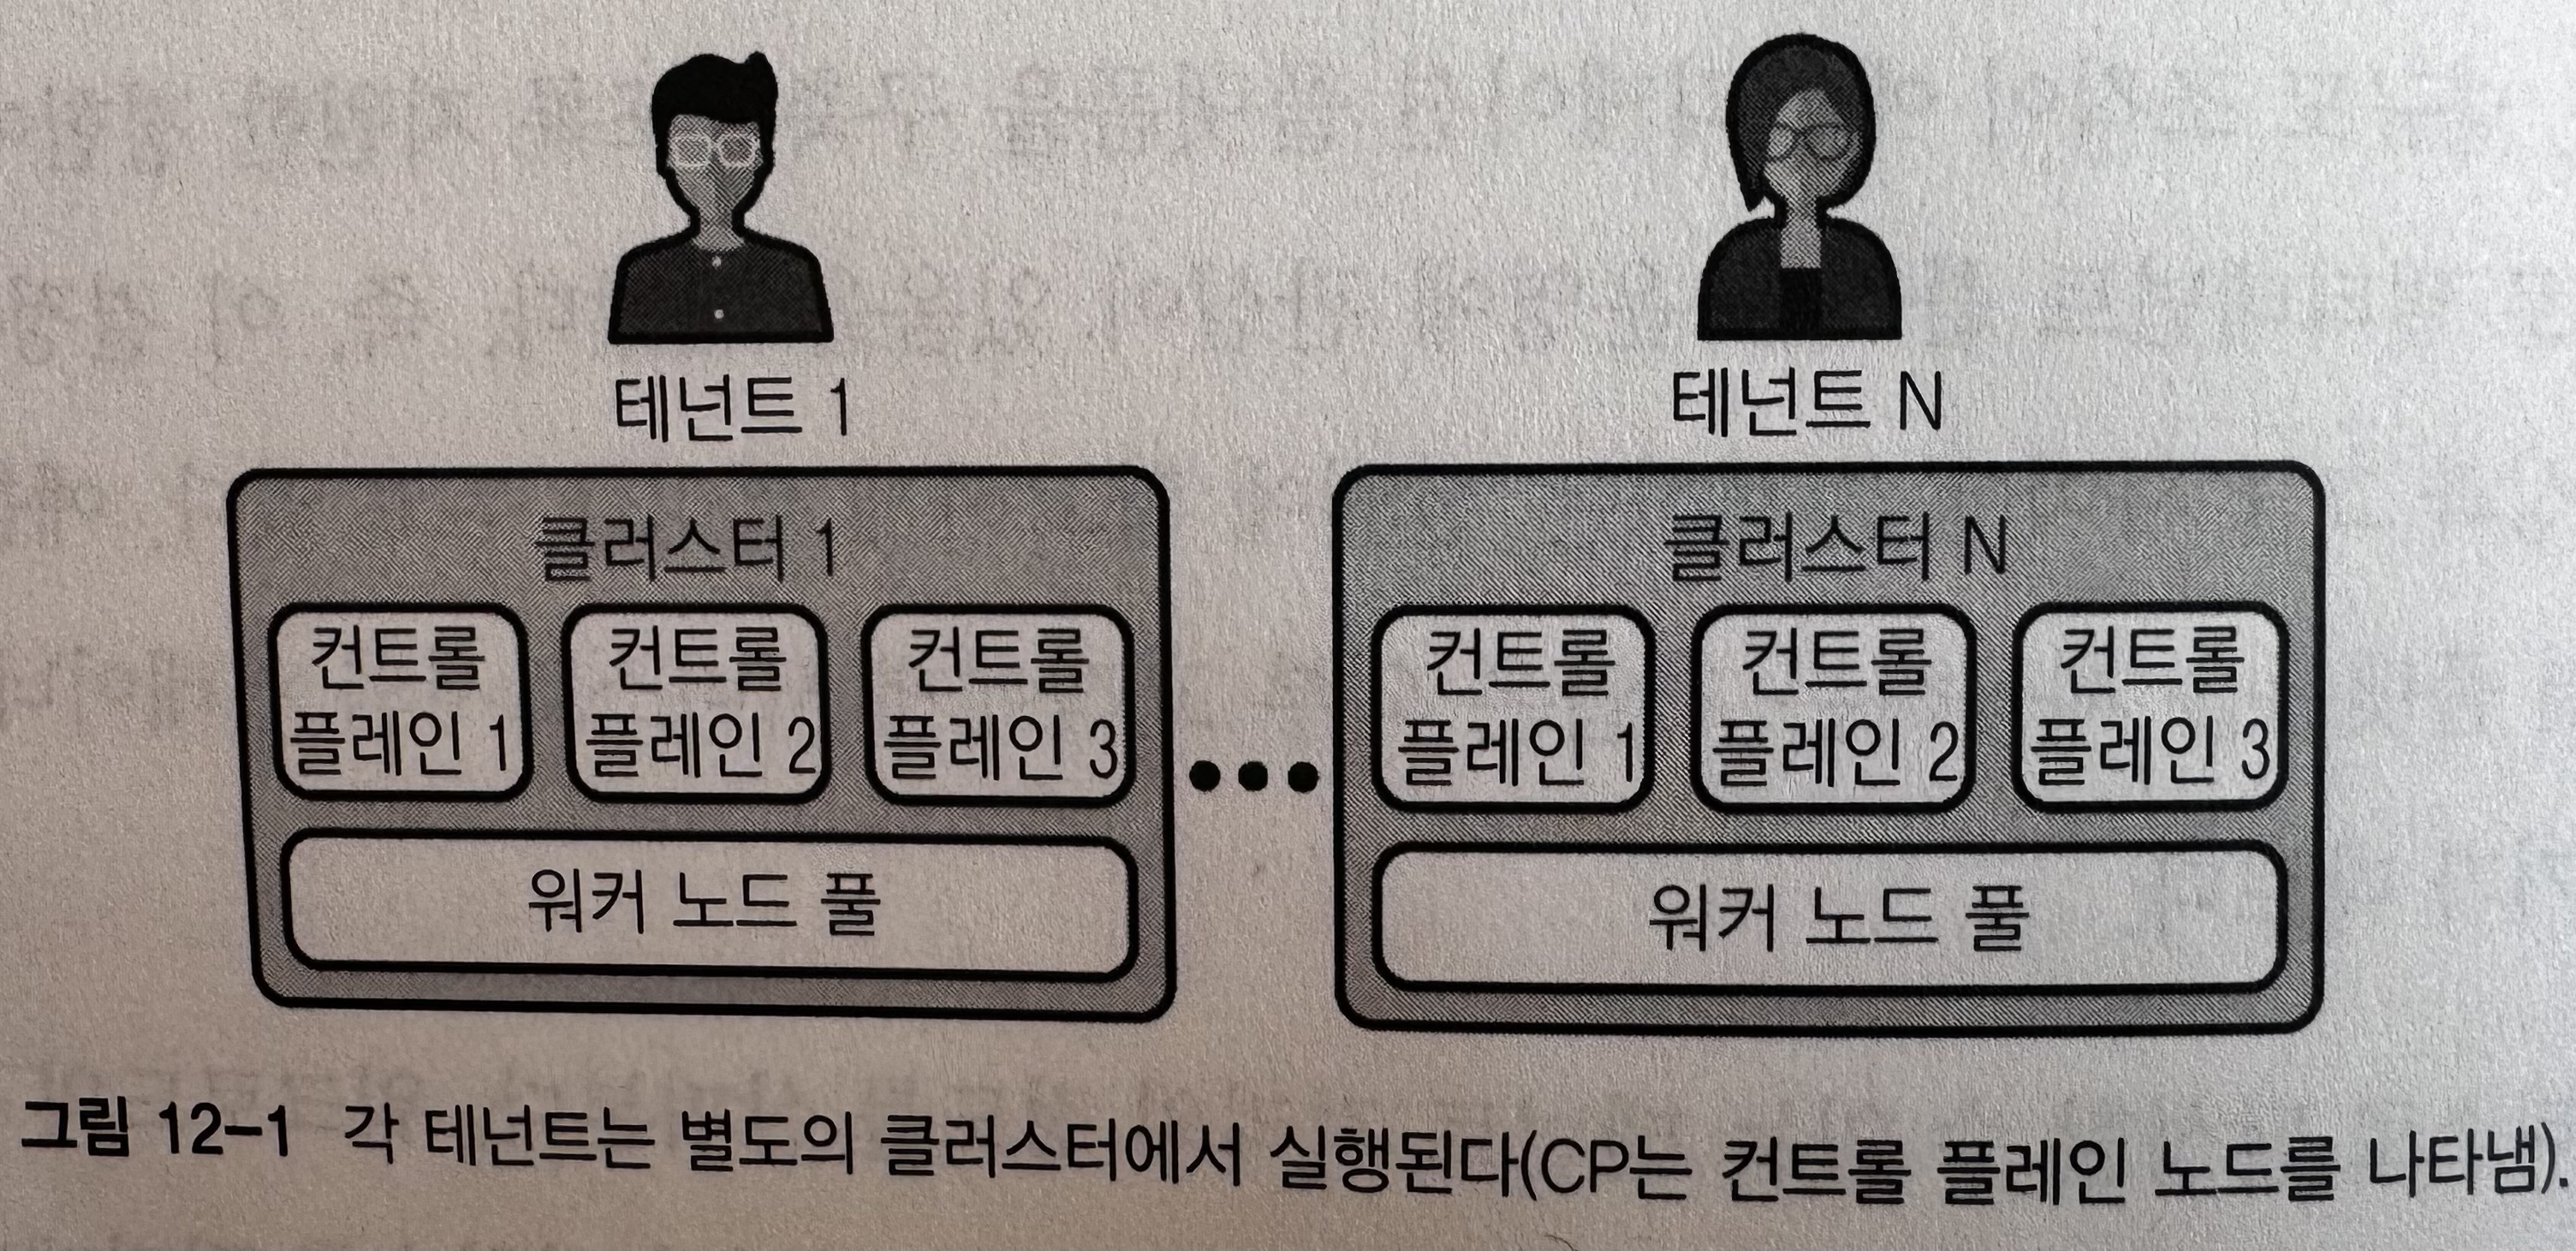 테넌트 1
테넌트 N
클러스터 1
컨트롤
플레인 1
컨트롤
플레인 2
컨트롤
플레인 3
워커 노드 풀
클러스터 N
컨트롤
플레인 1
컨트롤
플레인 2
컨트롤
플레인 3
워커 노드 풀
그림 12-1 각 테넌트는 별도의 클러스터에서 실행된다(CP는 컨트롤 플레인 노드를 나타냄).